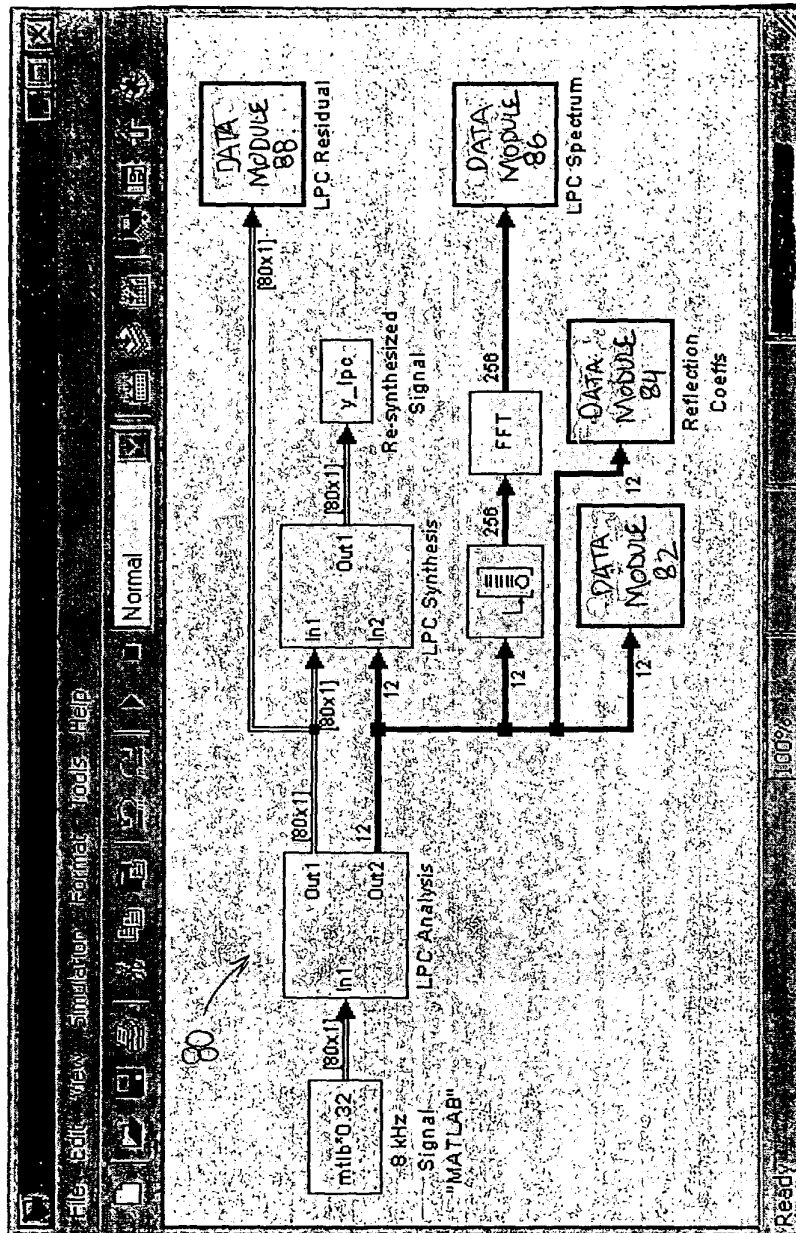 File Edit View Simulation Format Tools Help
Normal
80
mtlb*0.32
8 kHz
Signal
"MATLAB"
[80x1]
In1
Out1
Out2
LPC Analysis
[80x1]
12
[80x1]
12
In1
In2
Out1
LPC Synthesis
[80x1]
y_lpc
Re-synthesized
Signal
[80x1]
DATA
MODULE
88
LPC Residual
12
256
FFT
256
DATA
MODULE
86
LPC Spectrum
12
DATA
MODULE
84
Reflection
Coeffs
12
DATA
MODULE
82
Ready
100%